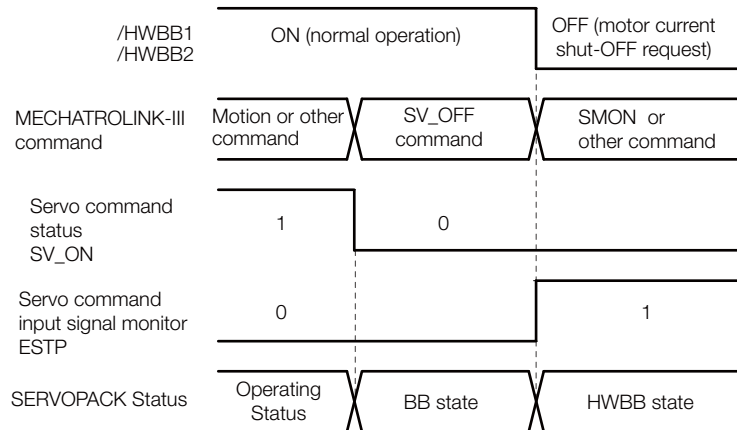 /HWBB1
/HWBB2
ON (normal operation)
OFF (motor current
shut-OFF request)
MECHATROLINK-III
command
Motion or other
command
SV_OFF
command
SMON or
other command
Servo command
status
SV_ON
1
0
Servo command
input signal monitor
ESTP
0
1
SERVOPACK Status
Operating
Status
BB state
HWBB state